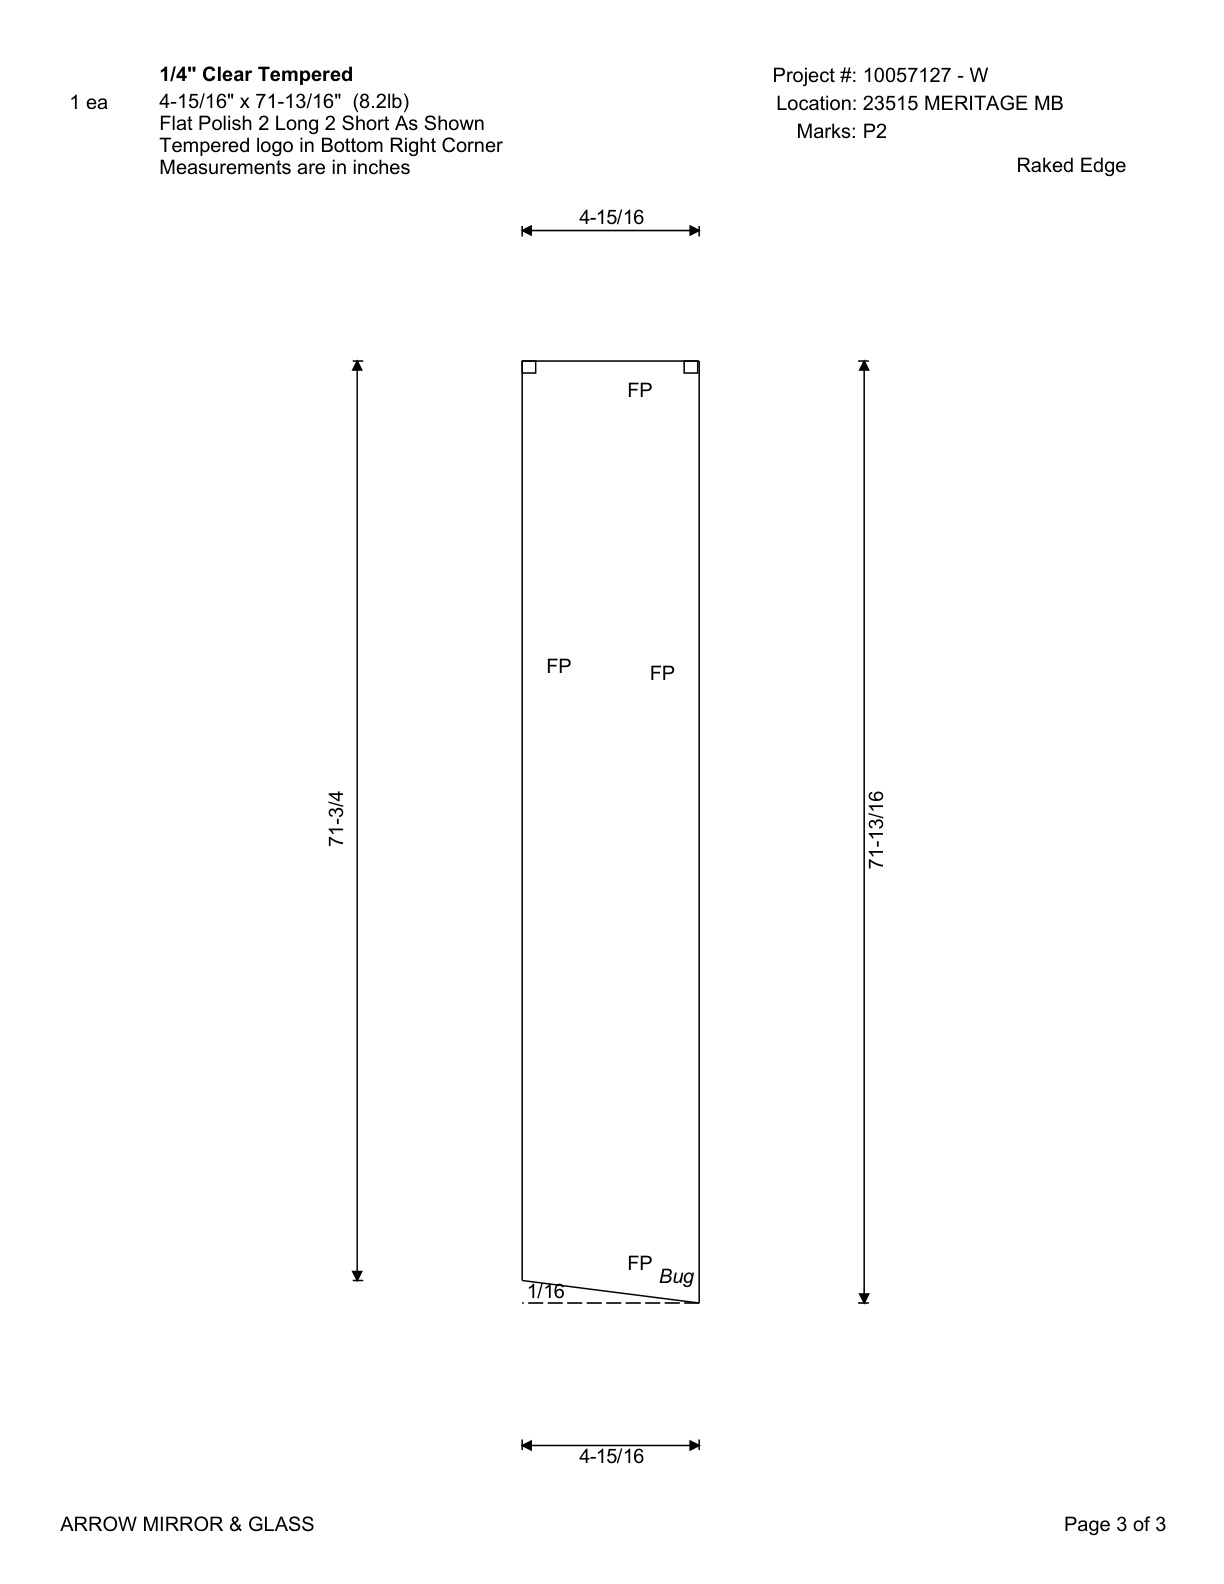 1/4" Clear Tempered
1 ea
4-15/16" x 71-13/16" (8.2lb)
Flat Polish 2 Long 2 Short As Shown
Tempered logo in Bottom Right Corner
Measurements are in inches
Project #: 10057127 - W
Location: 23515 MERITAGE MB
Marks: P2
Raked Edge
4-15/16
FP
FP
FP
71-3/4
71-13/16
FP
Bug
1/16
4-15/16
ARROW MIRROR & GLASS
Page 3 of 3